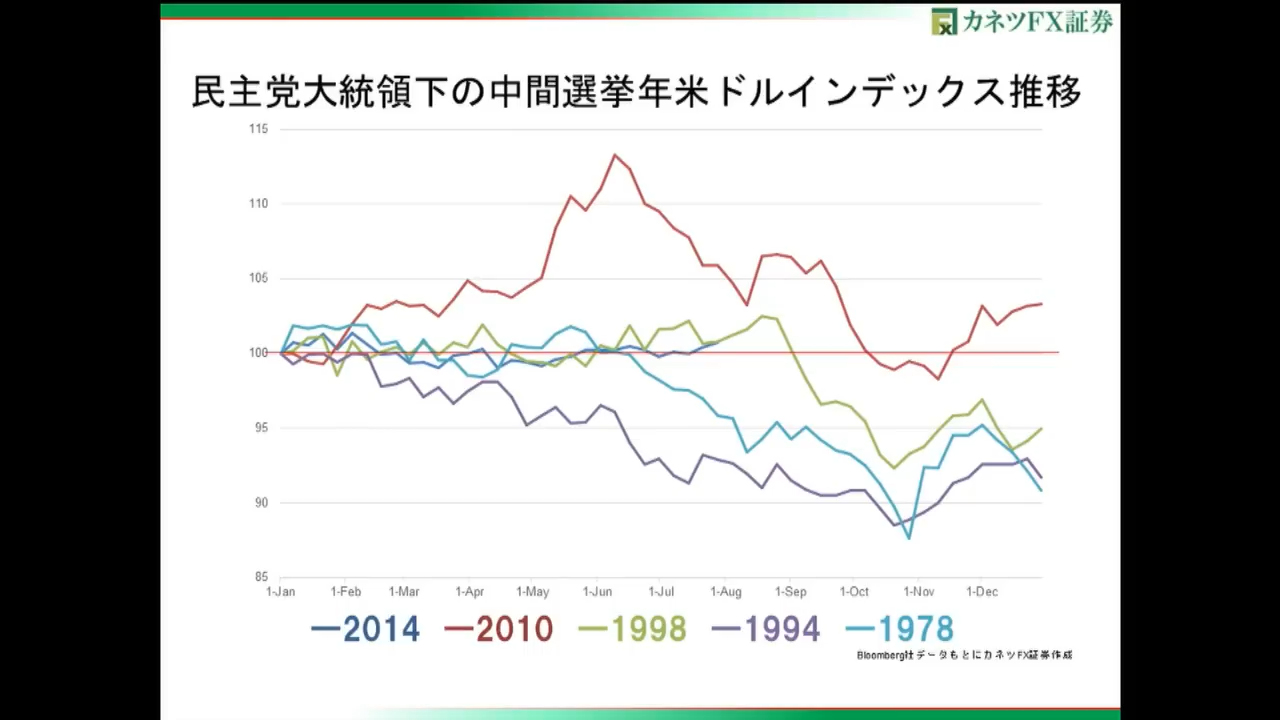 カネツFX証券
民主党大統領下の中間選挙年米ドルインデックス推移
115
110
105
100
95
90
85
1-Jan 1-Feb 1-Mar 1-Apr 1-May 1-Jun 1-Jul 1-Aug 1-Sep 1-Oct 1-Nov 1-Dec
2014 2010 1998 1994 1978
Bloomberg社データもとにカネツFX証券作成